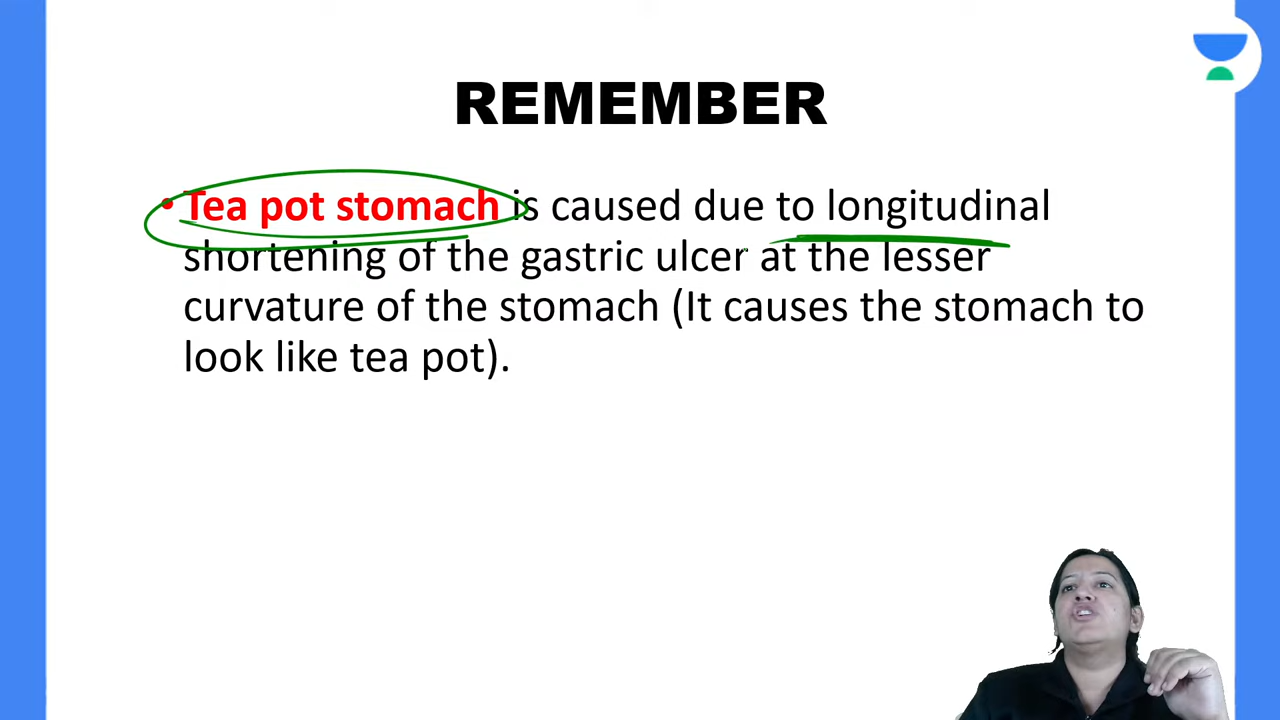 REMEMBER
• Tea pot stomach is caused due to longitudinal
shortening of the gastric ulcer at the lesser
curvature of the stomach (It causes the stomach to
look like tea pot).